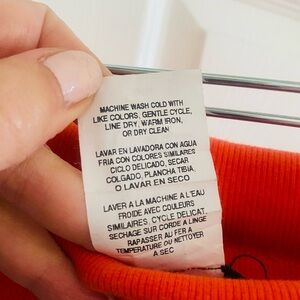 MACHINE WASH COLD WITH
LIKE COLORS, GENTLE CYCLE,
LINE DRY, WARM IRON,
OR DRY CLEAN
LAVAR EN LAVADORA CON AGUA
FRIA CON COLORES SIMILARES
CICLO DELICADO, SECAR
COLGADO, PLANCHA TIBIA,
O LAVAR EN SECO
LAVER A LA MACHINE A L'EAU
FROIDE AVEC COULEURS
SIMILAIRES, CYCLE DELICAT,
SECHAGE SUR CORDE A LINGE
RAPASSER AU FER A
TEMPERATURE OU NETTOYER
A SEC